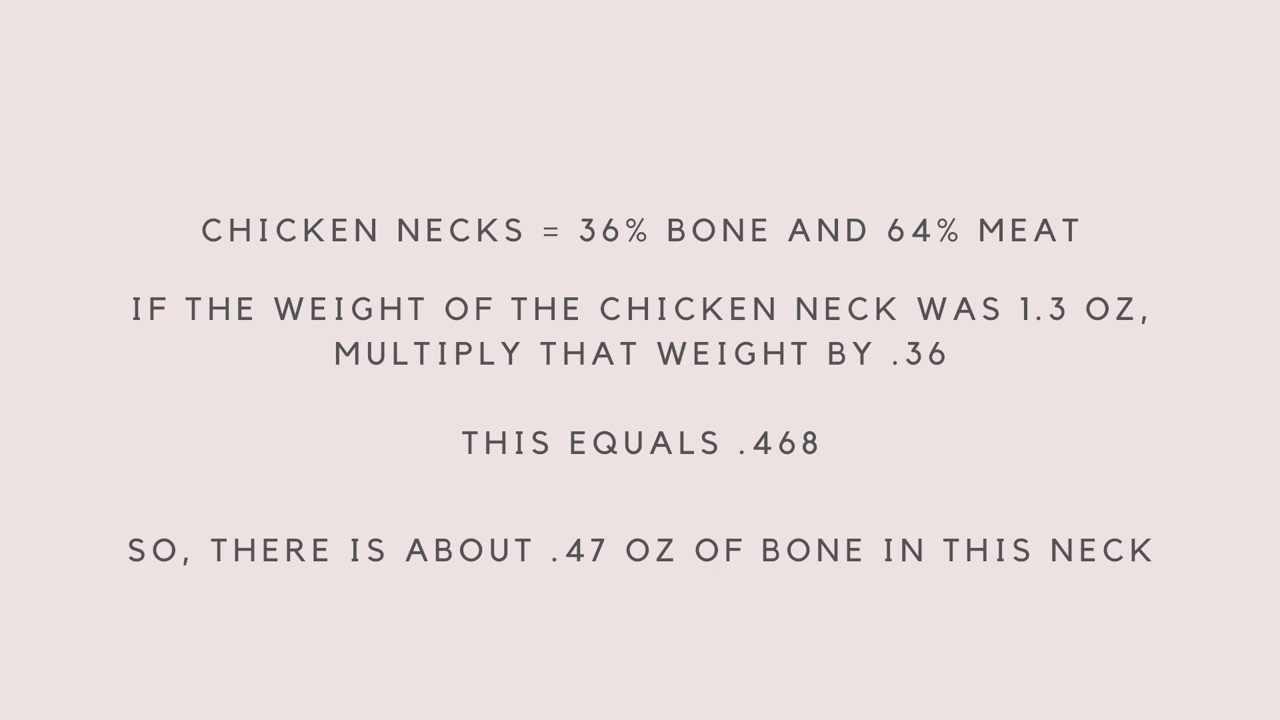 CHICKEN NECKS = 36% BONE AND 64% MEAT
IF THE WEIGHT OF THE CHICKEN NECK WAS 1.3 OZ,
MULTIPLY THAT WEIGHT BY .36
THIS EQUALS .468
SO, THERE IS ABOUT .47 OZ OF BONE IN THIS NECK